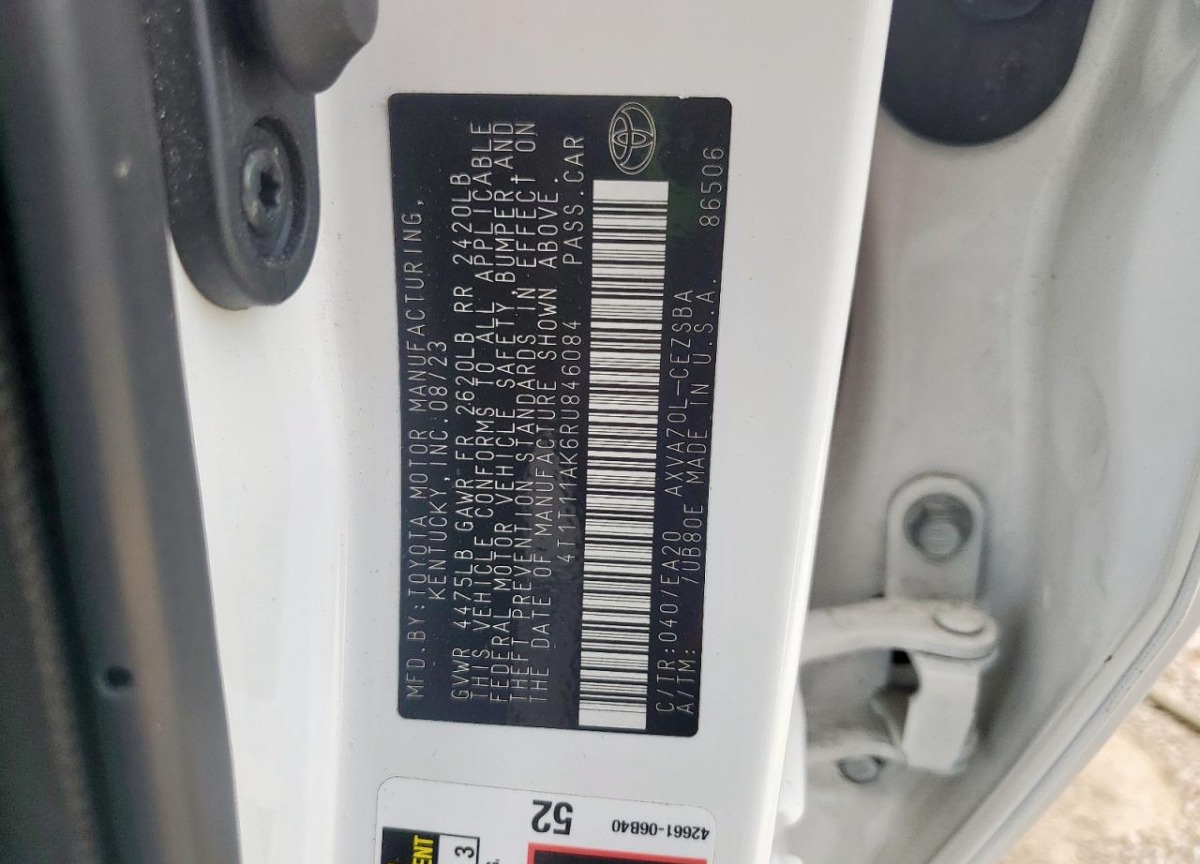 MFD.BY:TOYOTA MOTOR MANUFACTURING,
KENTUCKY, INC.08/23
GVWR 4475LB GAWR FR 2620LB RR 2420LB
THIS VEHICLE CONFORMS TO ALL APPLICABLE
FEDERAL MOTOR VEHICLE SAFETY, BUMPER, AND
THEFT PREVENTION STANDARDS IN EFFECT ON
THE DATE OF MANUFACTURE SHOWN ABOVE.
4T1T11AK6RU846084 PASS.CAR
C/TR:040/EA20 AXVA70L-CEZSBA
A/TM: /UB80E MADE IN U.S.A. 86506
52
42661-06B40
3